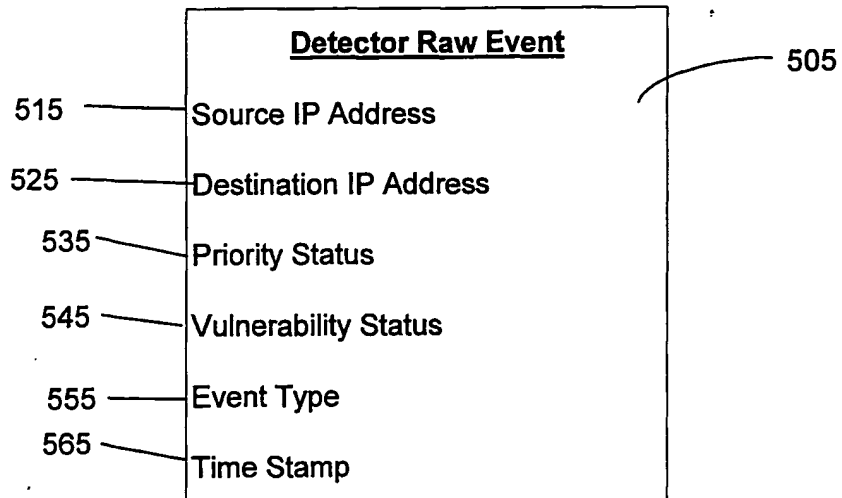 Detector Raw Event
505
515 Source IP Address
525 Destination IP Address
535 Priority Status
545 Vulnerability Status
555 Event Type
565 Time Stamp